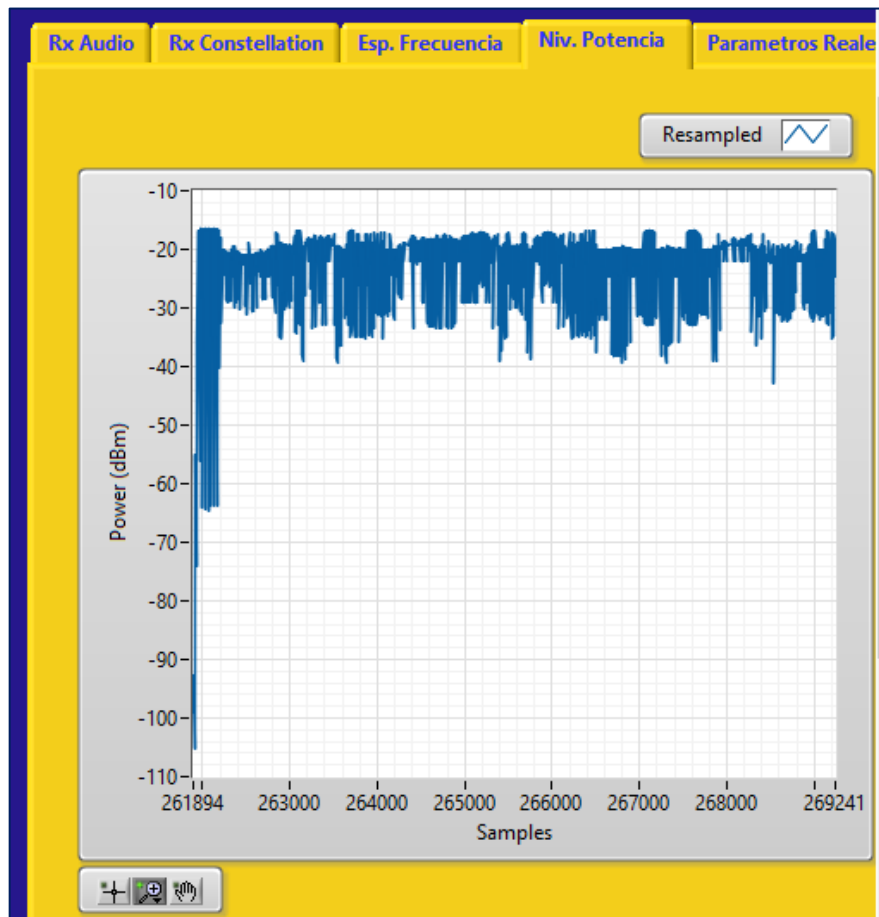 Rx Audio Rx Constellation Esp. Frecuencia Niv. Potencia Parametros Reale
Resampled
-10
-20
-30
-40
-50
-60
-70
-80
-90
-100
-110
Power (dBm)
261894 263000 264000 265000 266000 267000 268000 269241
Samples